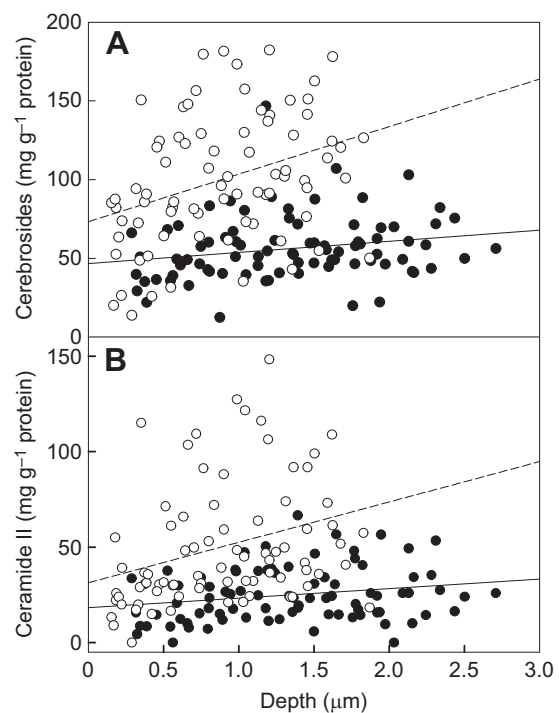 A
200
150
100
50
0
Cerebrosides (mg g⁻¹ protein)
B
150
100
50
0
Ceramide II (mg g⁻¹ protein)
0 0.5 1.0 1.5 2.0 2.5 3.0
Depth (μm)